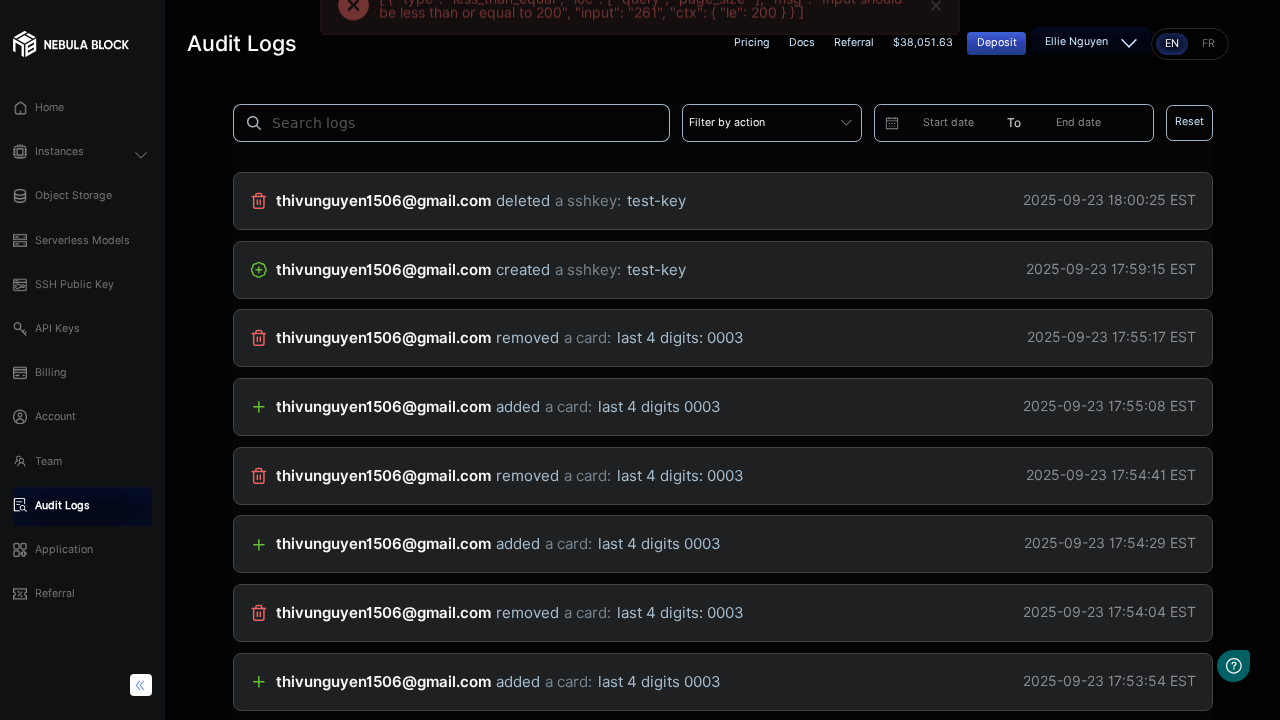 [ { "type": "less_than_equal", "loc": [ "query", "page_size" ], "msg": "Input should
be less than or equal to 200", "input": "261", "ctx": { "le": 200 } } ]
NEBULA BLOCK
Audit Logs
Pricing
Docs
Referral
$38,051.63
Deposit
Ellie Nguyen
EN
FR
Home
Instances
Object Storage
Serverless Models
SSH Public Key
API Keys
Billing
Account
Team
Audit Logs
Application
Referral
Search logs
Filter by action
Start date
To
End date
Reset
thivunguyen1506@gmail.com deleted a sshkey: test-key
2025-09-23 18:00:25 EST
thivunguyen1506@gmail.com created a sshkey: test-key
2025-09-23 17:59:15 EST
thivunguyen1506@gmail.com removed a card: last 4 digits: 0003
2025-09-23 17:55:17 EST
thivunguyen1506@gmail.com added a card: last 4 digits 0003
2025-09-23 17:55:08 EST
thivunguyen1506@gmail.com removed a card: last 4 digits: 0003
2025-09-23 17:54:41 EST
thivunguyen1506@gmail.com added a card: last 4 digits 0003
2025-09-23 17:54:29 EST
thivunguyen1506@gmail.com removed a card: last 4 digits: 0003
2025-09-23 17:54:04 EST
thivunguyen1506@gmail.com added a card: last 4 digits 0003
2025-09-23 17:53:54 EST